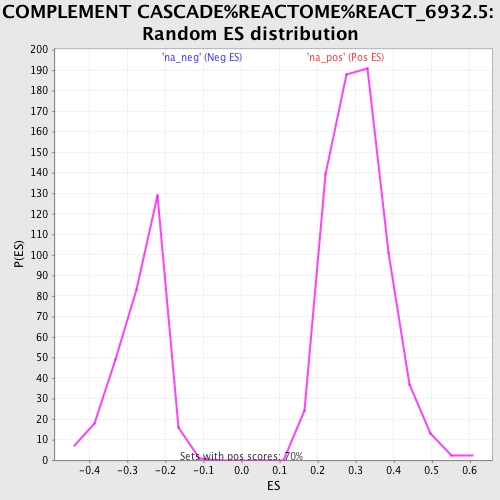 COMPLEMENT CASCADE%REACTOME%REACT_6932.5:
Random ES distribution
'na_neg' (Neg ES)
'na_pos' (Pos ES)
P(ES)
200
190
180
170
160
150
140
130
120
110
100
90
80
70
60
50
40
30
20
10
0
Sets with pos scores: 70%
-0.4 -0.3 -0.2 -0.1 0.0 0.1 0.2 0.3 0.4 0.5 0.6
ES